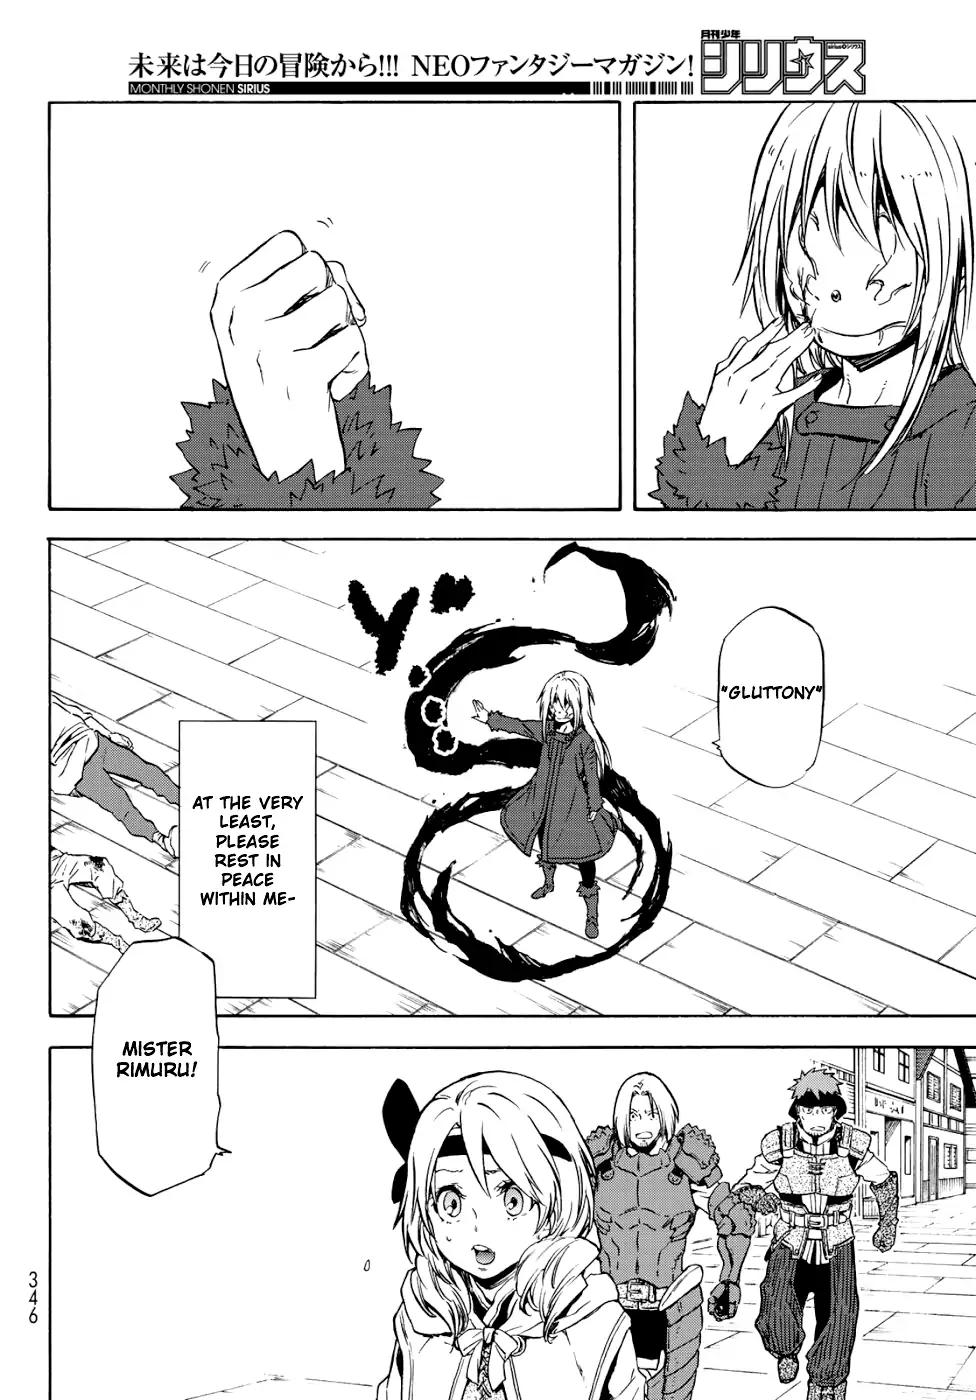 未来は今日の冒険から!!! NEOファンタジーマガジン!
月刊少年
シリウス
MONTHLY SHONEN SIRIUS
"GLUTTONY"
AT THE VERY
LEAST,
PLEASE
REST IN
PEACE
WITHIN ME-
MISTER
RIMURU!
346